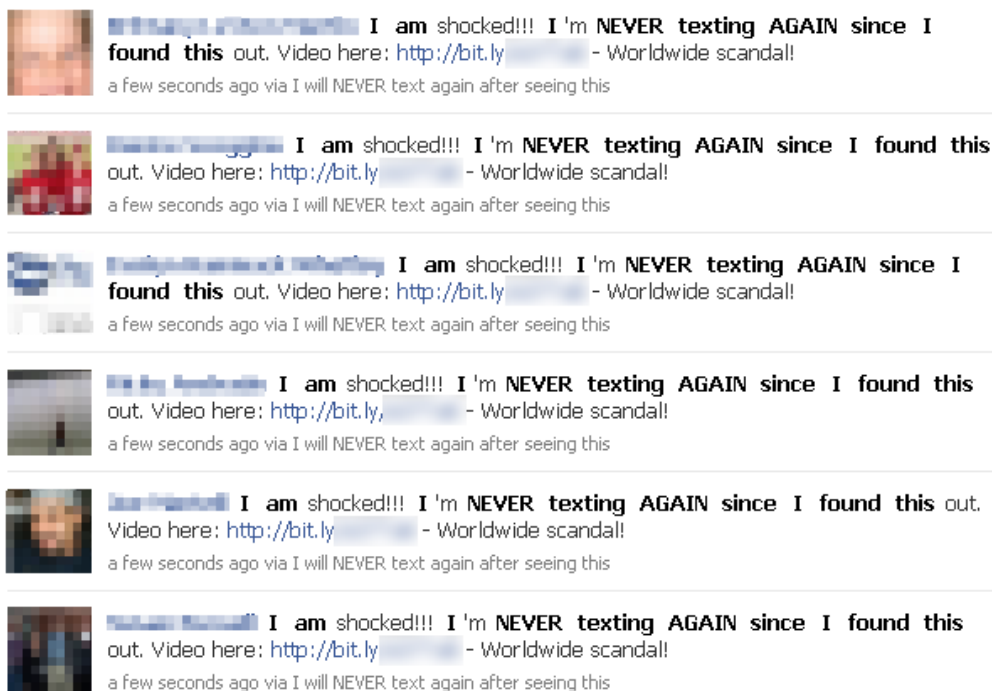 I am shocked!!! I 'm NEVER texting AGAIN since I
found this out. Video here: http://bit.ly - Worldwide scandal!
a few seconds ago via I will NEVER text again after seeing this
I am shocked!!! I 'm NEVER texting AGAIN since I found this
out. Video here: http://bit.ly - Worldwide scandal!
a few seconds ago via I will NEVER text again after seeing this
I am shocked!!! I 'm NEVER texting AGAIN since I
found this out. Video here: http://bit.ly - Worldwide scandal!
a few seconds ago via I will NEVER text again after seeing this
I am shocked!!! I 'm NEVER texting AGAIN since I found this
out. Video here: http://bit.ly - Worldwide scandal!
a few seconds ago via I will NEVER text again after seeing this
I am shocked!!! I 'm NEVER texting AGAIN since I found this out.
Video here: http://bit.ly - Worldwide scandal!
a few seconds ago via I will NEVER text again after seeing this
I am shocked!!! I 'm NEVER texting AGAIN since I found this
out. Video here: http://bit.ly - Worldwide scandal!
a few seconds ago via I will NEVER text again after seeing this